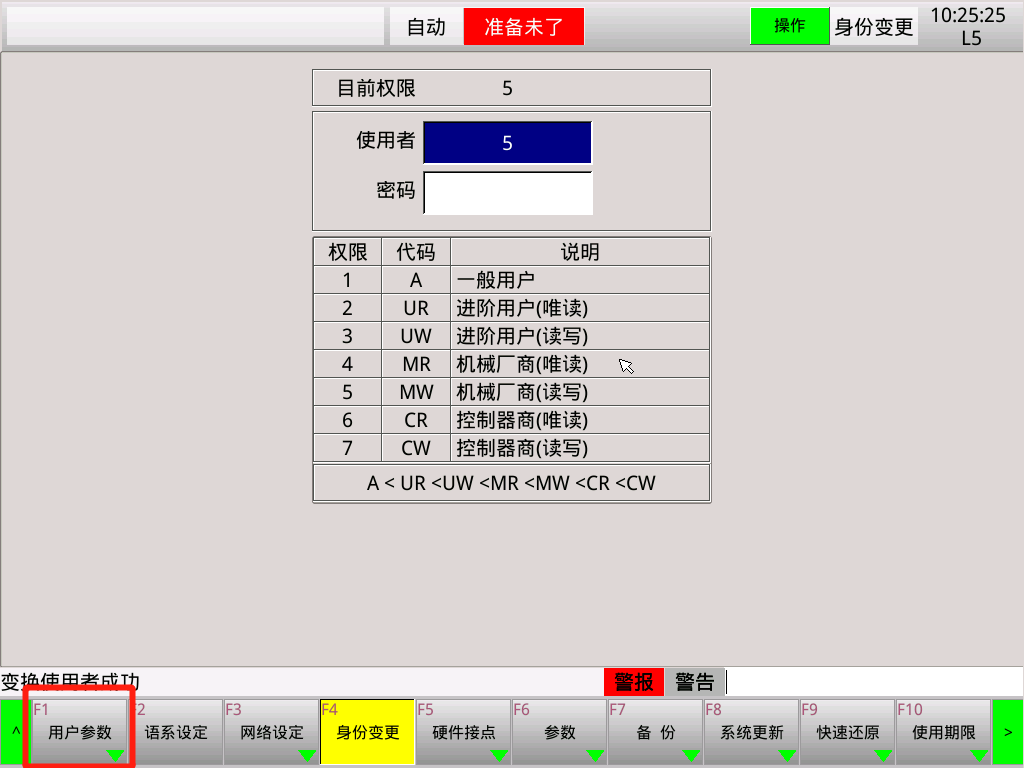 自动 准备未了 操作 身份变更 10:25:25
L5
目前权限 5
使用者 5
密码
权限 代码 说明
1 A 一般用户
2 UR 进阶用户(唯读)
3 UW 进阶用户(读写)
4 MR 机械厂商(唯读)
5 MW 机械厂商(读写)
6 CR 控制器商(唯读)
7 CW 控制器商(读写)
A < UR <UW <MR <MW <CR <CW
变换使用者成功 警报 警告
F1 F2 F3 F4 F5 F6 F7 F8 F9 F10
^ 用户参数 语系设定 网络设定 身份变更 硬件接点 参数 备 份 系统更新 快速还原 使用期限 >